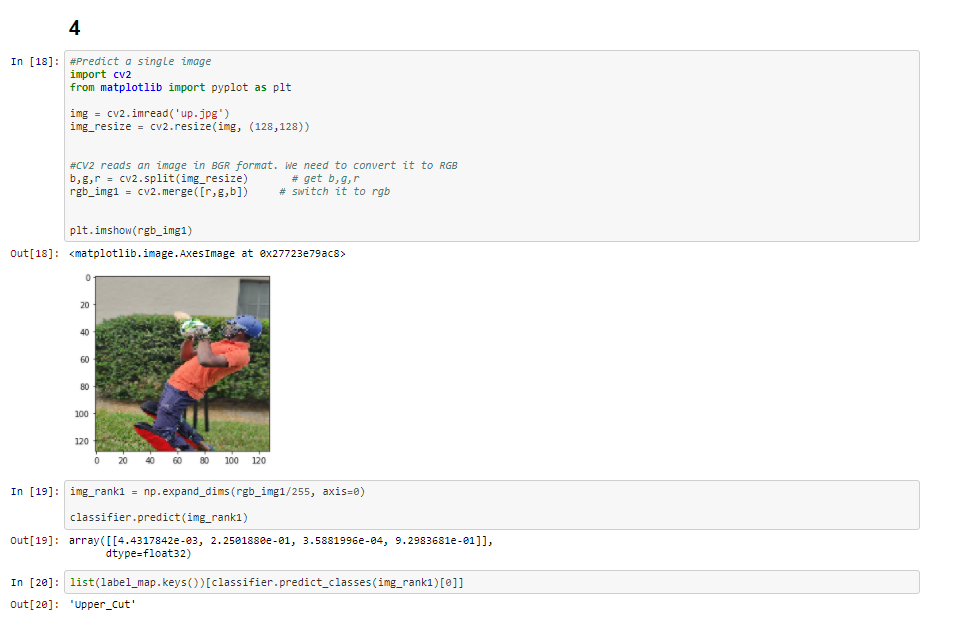 4
In [18]: #Predict a single image
import cv2
from matplotlib import pyplot as plt
img = cv2.imread('up.jpg')
img_resize = cv2.resize(img, (128,128))
#CV2 reads an image in BGR format. We need to convert it to RGB
b,g,r = cv2.split(img_resize) # get b,g,r
rgb_img1 = cv2.merge([r,g,b]) # switch it to rgb
plt.imshow(rgb_img1)
Out[18]: <matplotlib.image.AxesImage at 0x27723e79ac8>
0
20
40
60
80
100
120
0 20 40 60 80 100 120
In [19]: img_rank1 = np.expand_dims(rgb_img1/255, axis=0)
classifier.predict(img_rank1)
Out[19]: array([[4.4317842e-03, 2.2501880e-01, 3.5881996e-04, 9.2983681e-01]],
dtype=float32)
In [20]: list(label_map.keys())[classifier.predict_classes(img_rank1)[0]]
Out[20]: 'Upper_Cut'